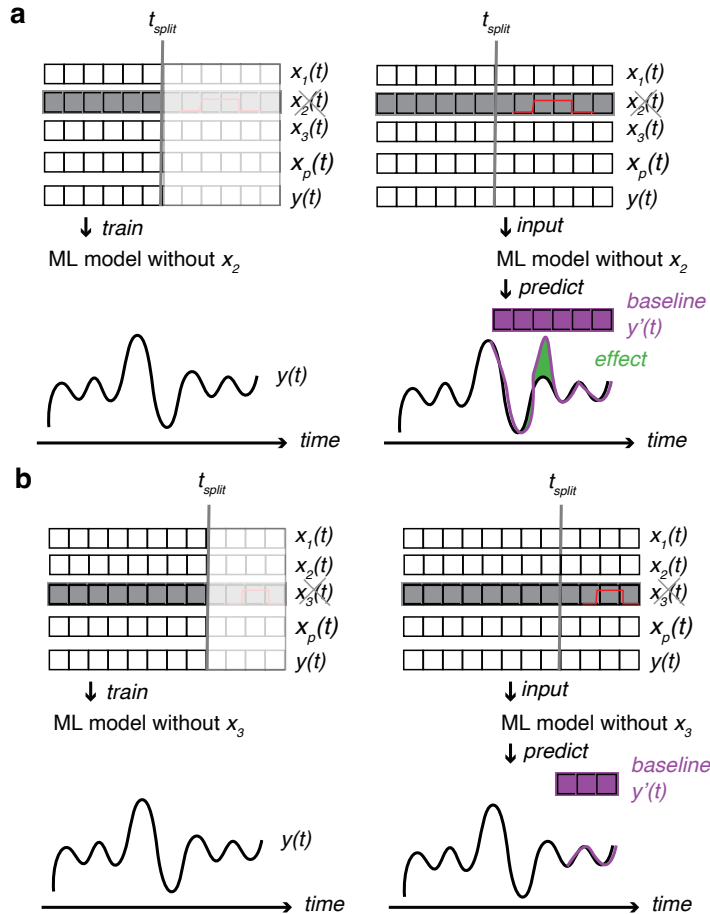 a
t_split
t_split
x_1(t)
x_2(t)
x_3(t)
x_p(t)
y(t)
x_1(t)
x_2(t)
x_3(t)
x_p(t)
y(t)
train
input
ML model without x_2
ML model without x_2
predict
baseline
y'(t)
effect
y(t)
time
time
b
t_split
t_split
x_1(t)
x_2(t)
x_3(t)
x_p(t)
y(t)
x_1(t)
x_2(t)
x_3(t)
x_p(t)
y(t)
train
input
ML model without x_3
ML model without x_3
predict
baseline
y'(t)
y(t)
time
time